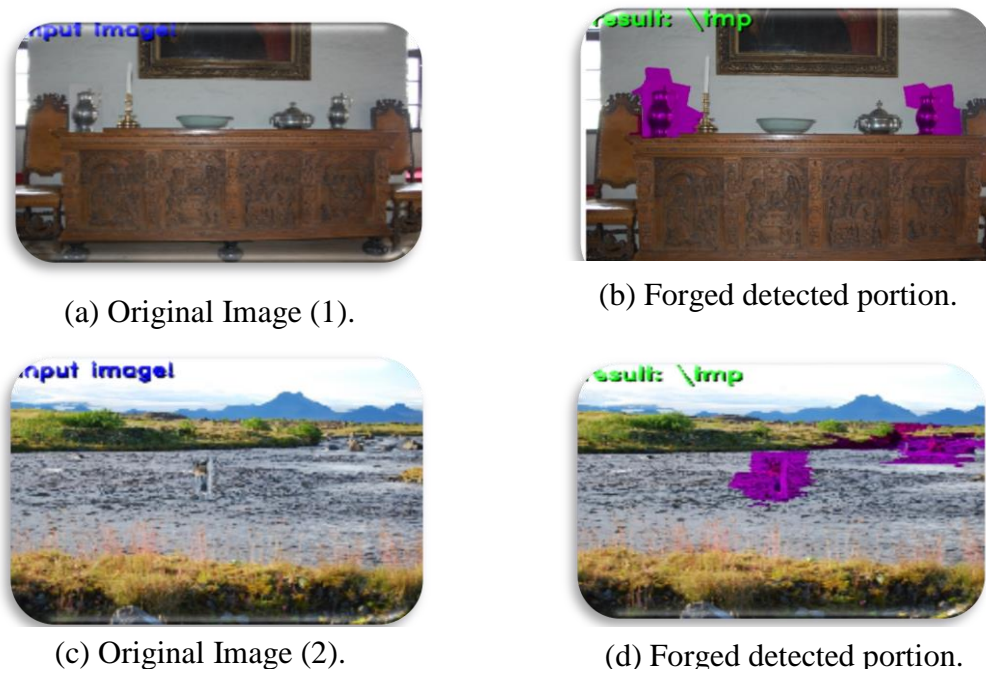 nput image!
esult: \tmp
(a) Original Image (1).
(b) Forged detected portion.
nput image!
esult: \tmp
(c) Original Image (2).
(d) Forged detected portion.